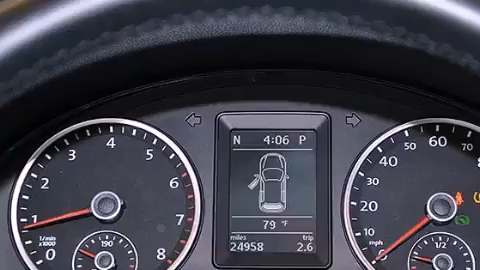 N 4:06 P
79 °F
miles trip
24958 2.6
1 2 3 4 5 6 7 8
1/min
x1000
190
10 20 30 40 50 60 70
mph
1/2